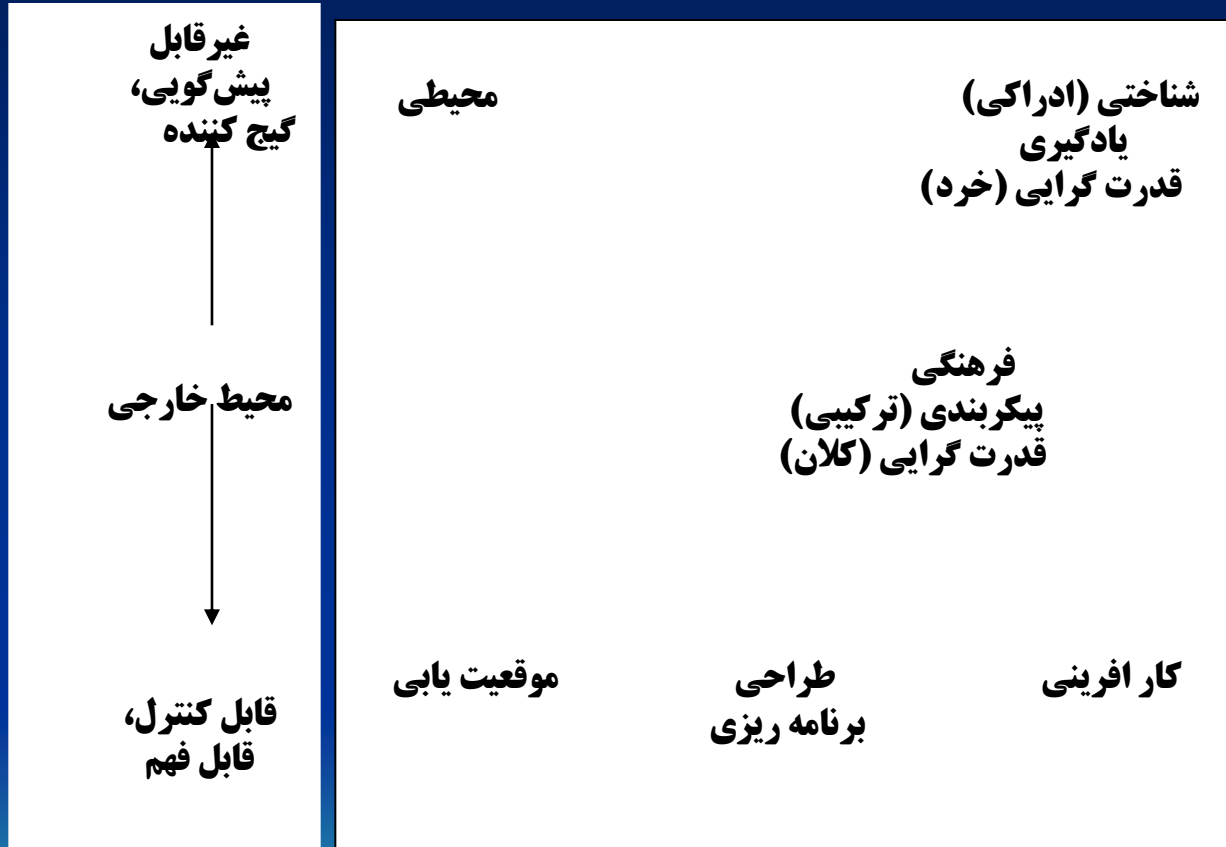 غیرقابل
پیش‌گویی،
گیج کننده
محیط خارجی
قابل کنترل،
قابل فهم
شناختی (ادراکی)
یادگیری
قدرت گرایی (خرد)
محیطی
فرهنگی
پیکربندی (ترکیبی)
قدرت گرایی (کلان)
کار افرینی
طراحی
برنامه ریزی
موقعیت یابی